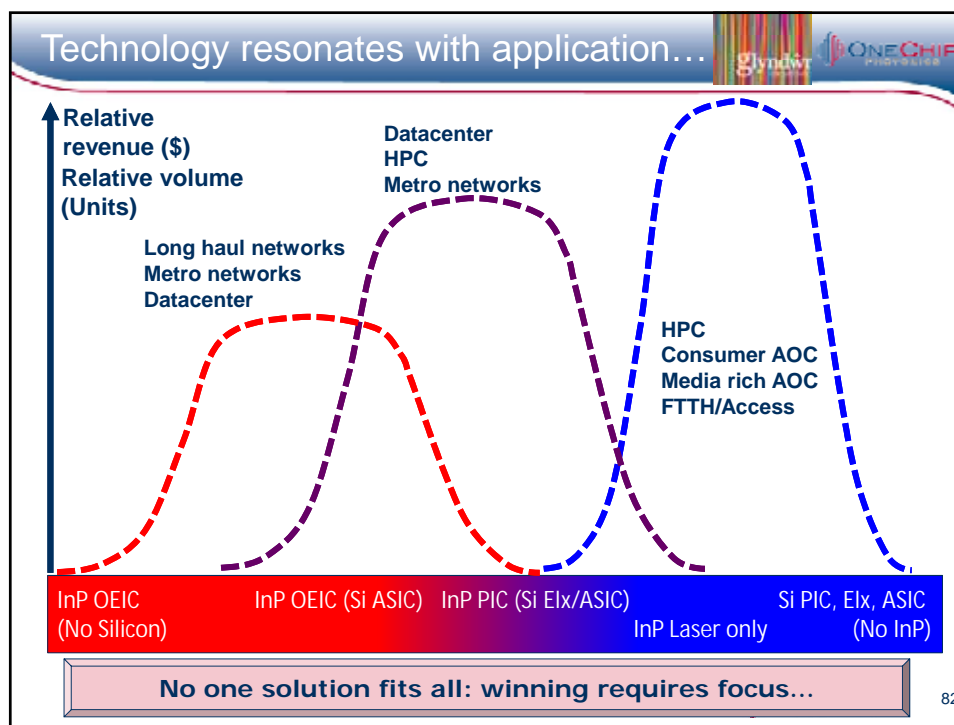 Technology resonates with application…
glyndŵr
ONECHIP
PHOTONICS
Relative
revenue ($)
Relative volume
(Units)
Datacenter
HPC
Metro networks
Long haul networks
Metro networks
Datacenter
HPC
Consumer AOC
Media rich AOC
FTTH/Access
InP OEIC
(No Silicon)
InP OEIC (Si ASIC)
InP PIC (Si Elx/ASIC)
InP Laser only
Si PIC, Elx, ASIC
(No InP)
No one solution fits all: winning requires focus…
82